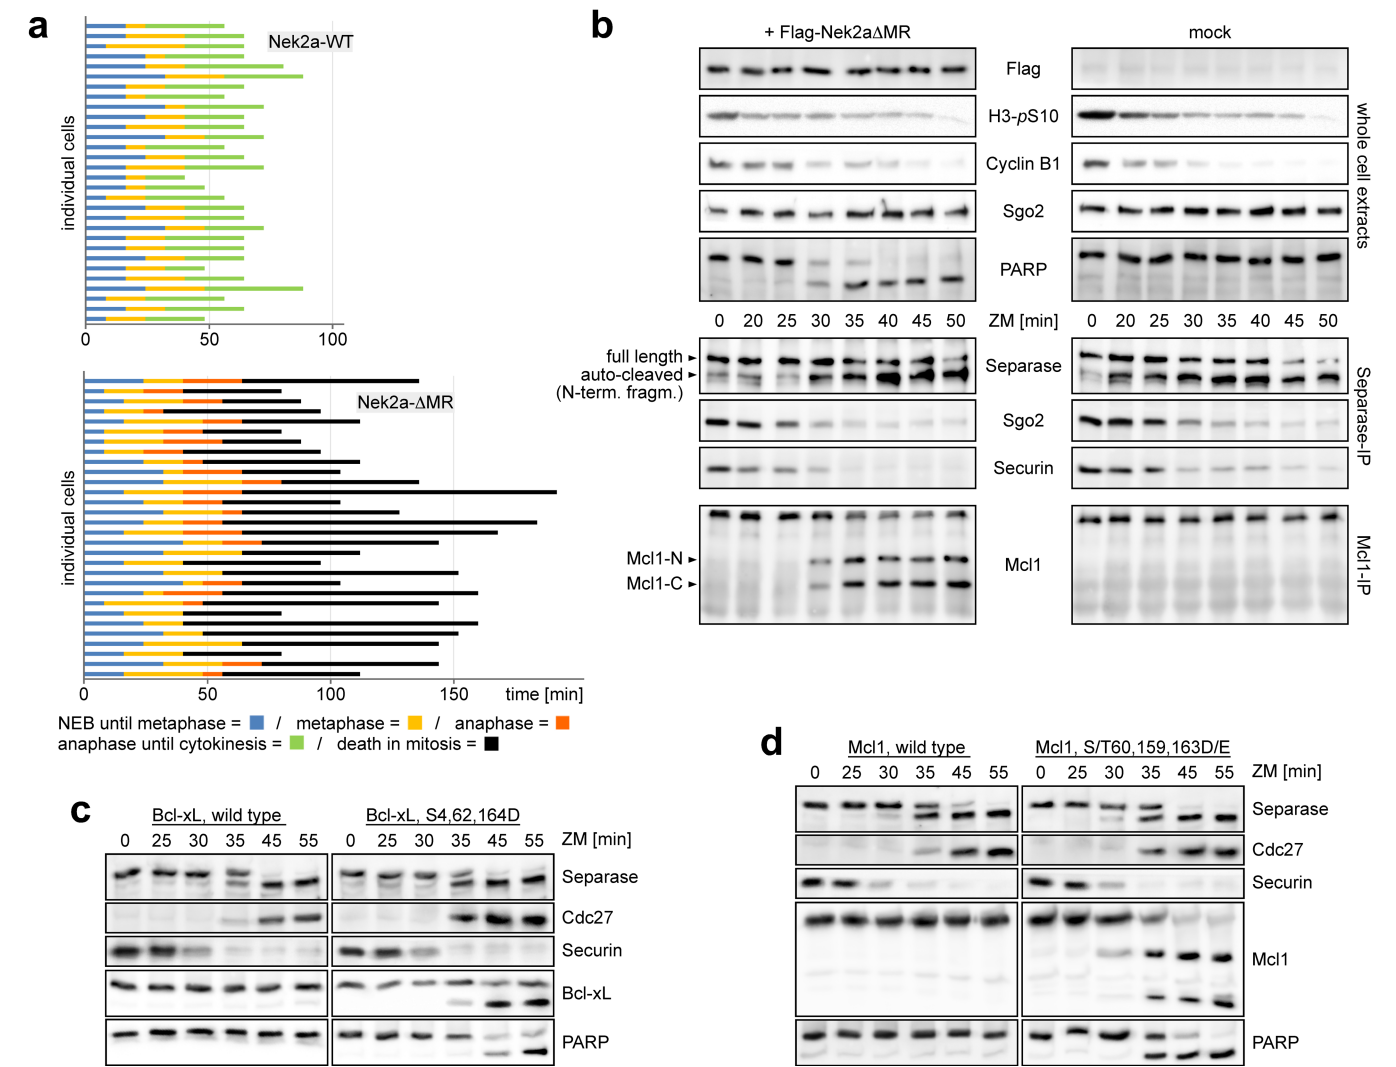 a
Nek2a-WT
individual cells
0 50 100
Nek2a-ΔMR
individual cells
0 50 100 150 time [min]
NEB until metaphase = / metaphase = / anaphase =
anaphase until cytokinesis = / death in mitosis =
b
+ Flag-Nek2aΔMR mock
Flag
H3-pS10
Cyclin B1
Sgo2
PARP
whole cell extracts
0 20 25 30 35 40 45 50 ZM [min] 0 20 25 30 35 40 45 50
full length
auto-cleaved
(N-term. fragm.)
Separase
Sgo2
Securin
Separase-IP
Mcl1-N
Mcl1-C
Mcl1
Mcl1-IP
c
Bcl-xL, wild type Bcl-xL, S4,62,164D
0 25 30 35 45 55 0 25 30 35 45 55 ZM [min]
Separase
Cdc27
Securin
Bcl-xL
PARP
d
Mcl1, wild type Mcl1, S/T60,159,163D/E
0 25 30 35 45 55 0 25 30 35 45 55 ZM [min]
Separase
Cdc27
Securin
Mcl1
PARP